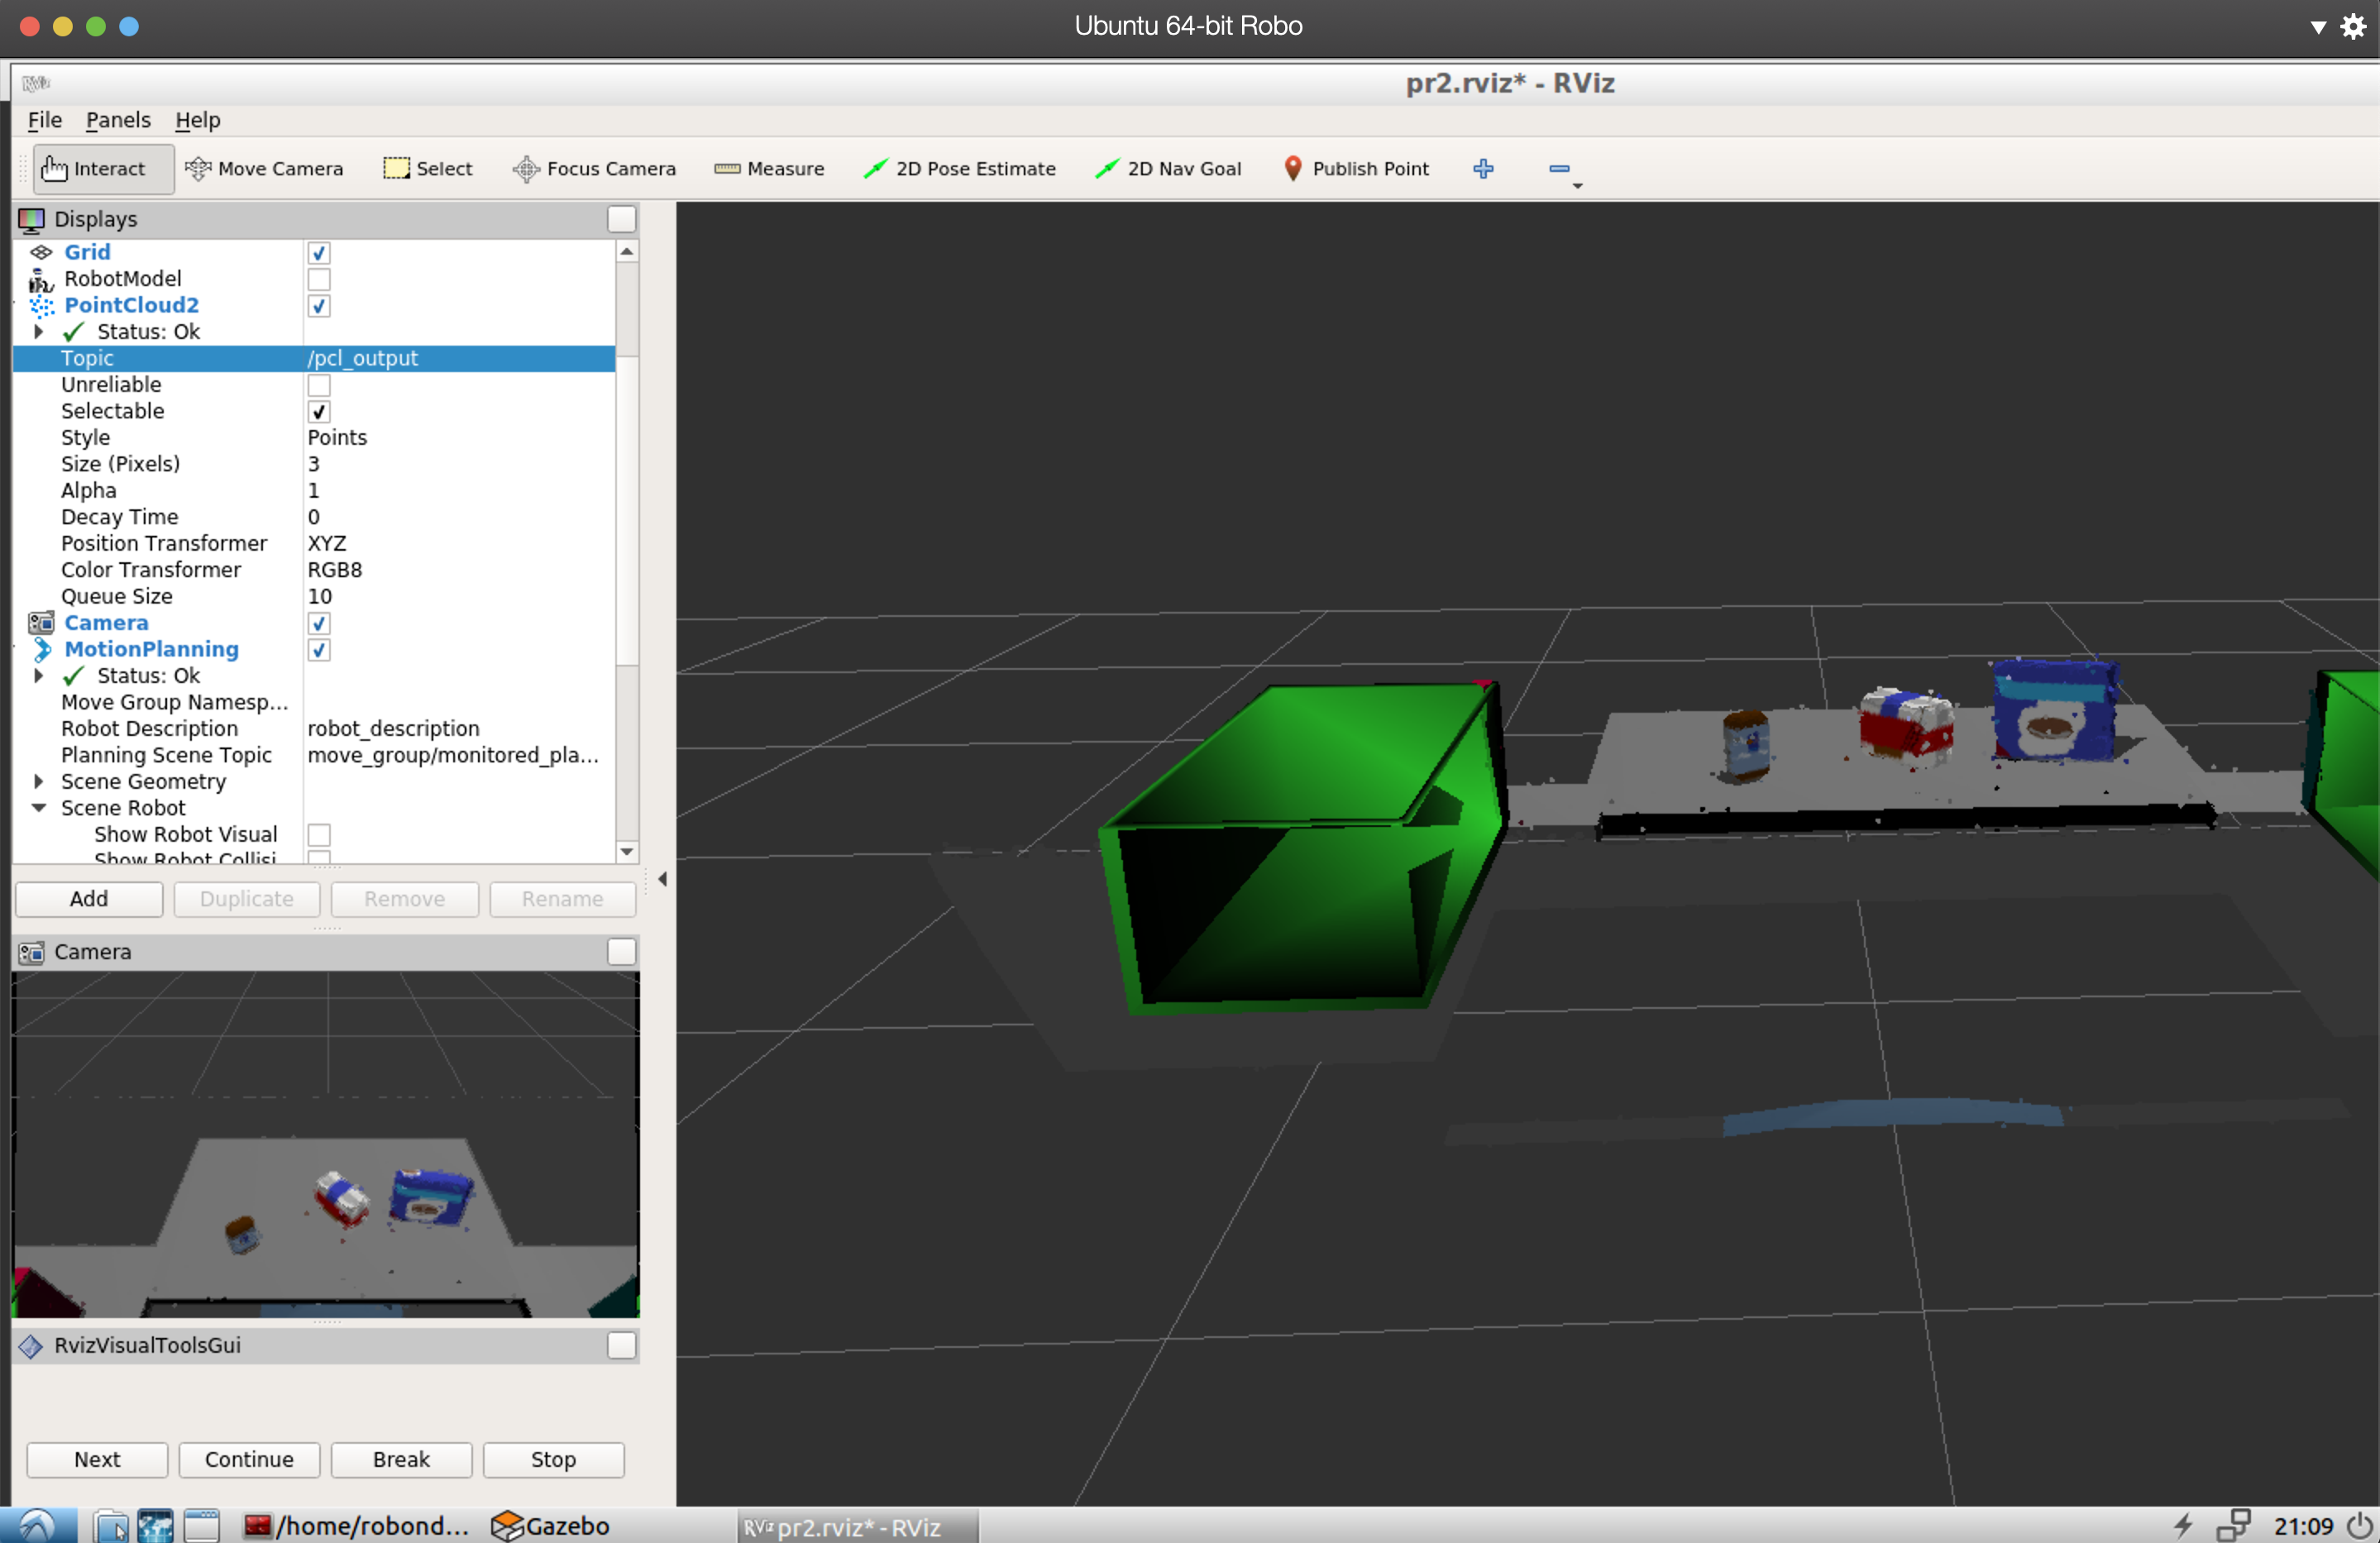 Ubuntu 64-bit Robo
RViz
pr2.rviz* - RViz
File Panels Help
Interact Move Camera Select Focus Camera Measure 2D Pose Estimate 2D Nav Goal Publish Point
Displays
Grid
RobotModel
PointCloud2
Status: Ok
Topic /pcl_output
Unreliable
Selectable
Style Points
Size (Pixels) 3
Alpha 1
Decay Time 0
Position Transformer XYZ
Color Transformer RGB8
Queue Size 10
Camera
MotionPlanning
Status: Ok
Move Group Namesp...
Robot Description robot_description
Planning Scene Topic move_group/monitored_pla...
Scene Geometry
Scene Robot
Show Robot Visual
Show Robot Collisi
Add Duplicate Remove Rename
Camera
RvizVisualToolsGui
Next Continue Break Stop
/home/robond... Gazebo RViz pr2.rviz* - RViz 21:09